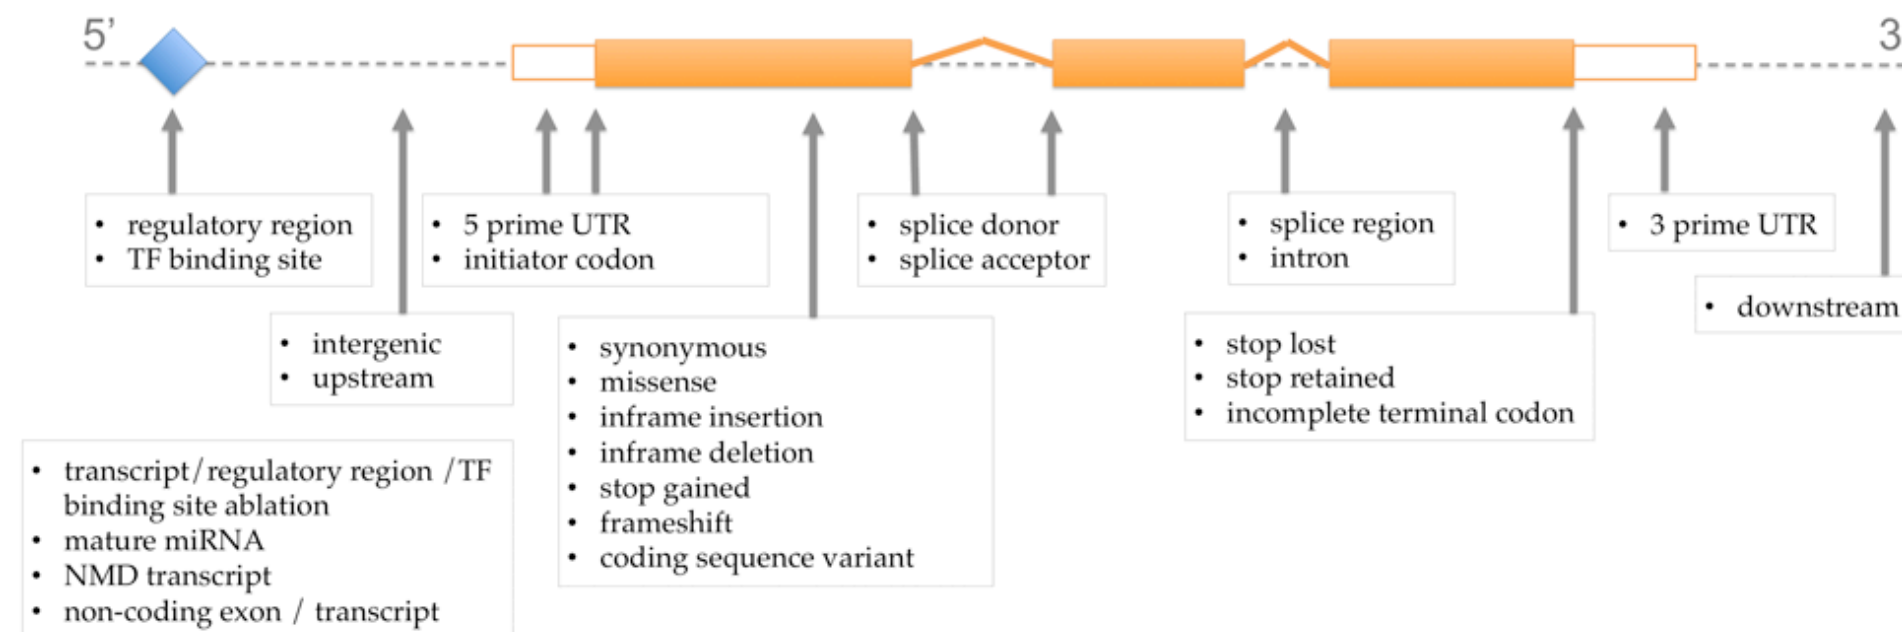 5’
3
• regulatory region
• TF binding site
• 5 prime UTR
• initiator codon
• splice donor
• splice acceptor
• splice region
• intron
• 3 prime UTR
• intergenic
• upstream
• synonymous
• missense
• inframe insertion
• inframe deletion
• stop gained
• frameshift
• coding sequence variant
• stop lost
• stop retained
• incomplete terminal codon
• downstream
• transcript/regulatory region /TF
binding site ablation
• mature miRNA
• NMD transcript
• non-coding exon / transcript